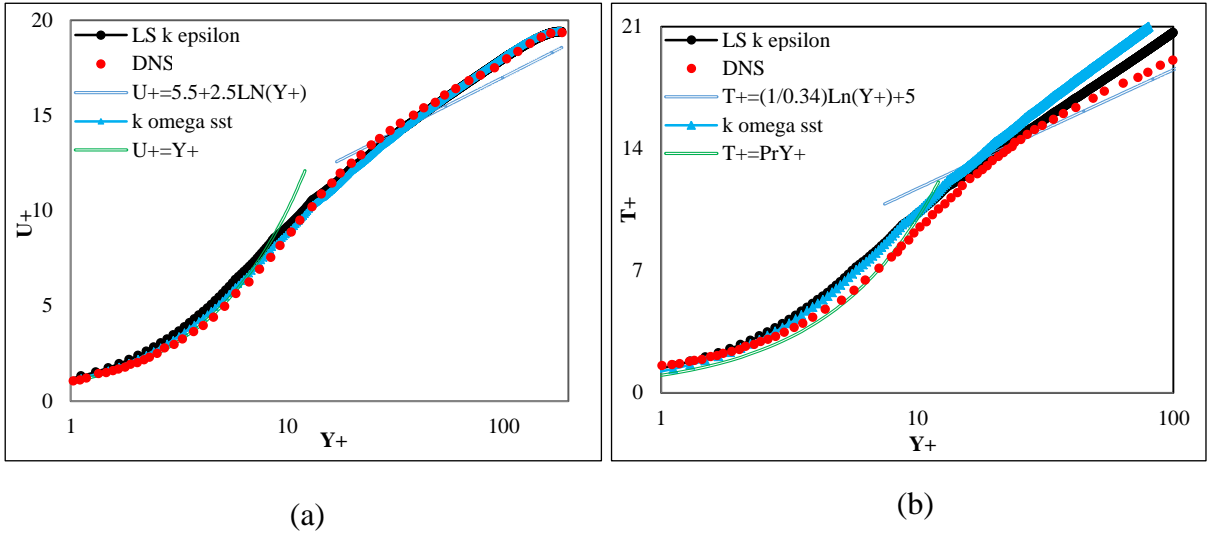 20
15
10
5
0
U+
LS k epsilon
DNS
U+=5.5+2.5LN(Y+)
k omega sst
U+=Y+
1
10
100
Y+
(a)
21
14
7
0
T+
LS k epsilon
DNS
T+=(1/0.34)Ln(Y+)+5
k omega sst
T+=PrY+
1
10
100
Y+
(b)